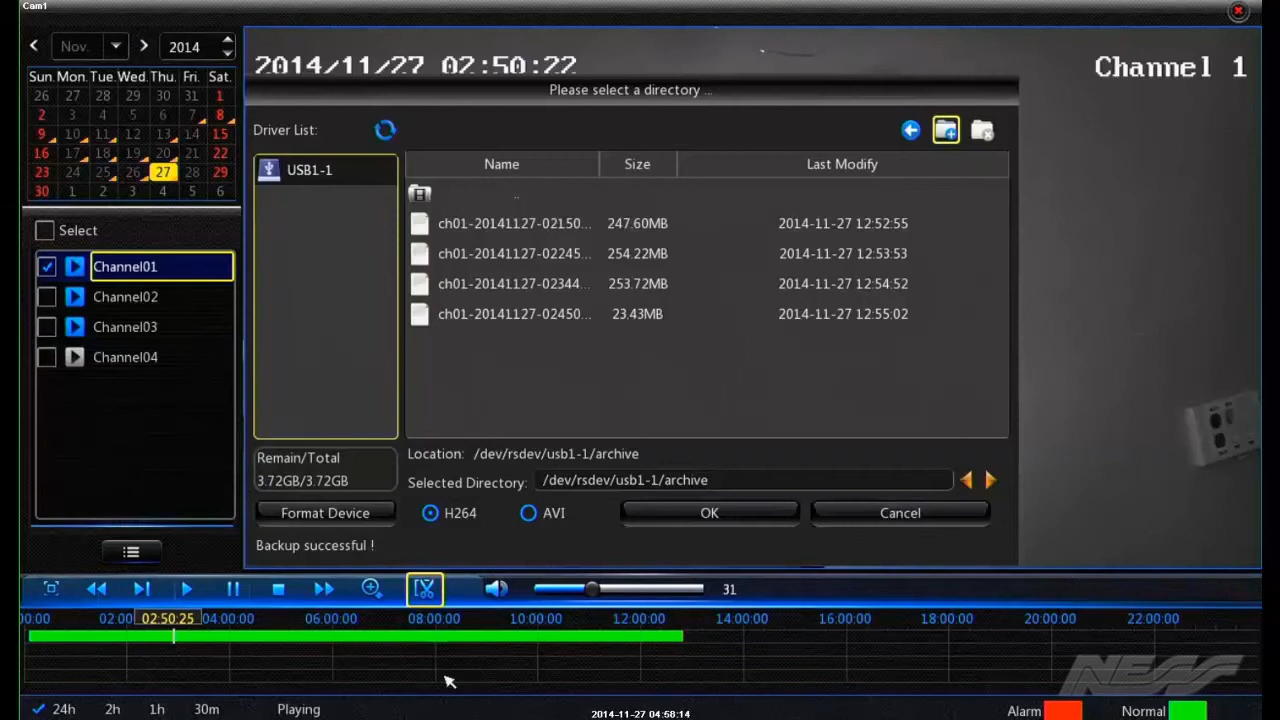 Cam1
Nov. 2014
2014/11/27 02:50:22
Channel 1
Sun. Mon. Tue. Wed. Thu. Fri. Sat.
26 27 28 29 30 31 1
2 3 4 5 6 7 8
9 10 11 12 13 14 15
16 17 18 19 20 21 22
23 24 25 26 27 28 29
30 1 2 3 4 5 6
Select
Channel01
Channel02
Channel03
Channel04
Please select a directory ...
Driver List:
USB1-1
Name Size Last Modify
..
ch01-20141127-02150... 247.60MB 2014-11-27 12:52:55
ch01-20141127-02245... 254.22MB 2014-11-27 12:53:53
ch01-20141127-02344... 253.72MB 2014-11-27 12:54:52
ch01-20141127-02450... 23.43MB 2014-11-27 12:55:02
Remain/Total
3.72GB/3.72GB
Location: /dev/rsdev/usb1-1/archive
Selected Directory: /dev/rsdev/usb1-1/archive
Format Device H264 AVI OK Cancel
Backup successful !
31
00:00 02:00 02:50:25 04:00:00 06:00:00 08:00:00 10:00:00 12:00:00 14:00:00 16:00:00 18:00:00 20:00:00 22:00:00
NESS
24h 2h 1h 30m Playing
2014-11-27 04:58:14
Alarm Normal